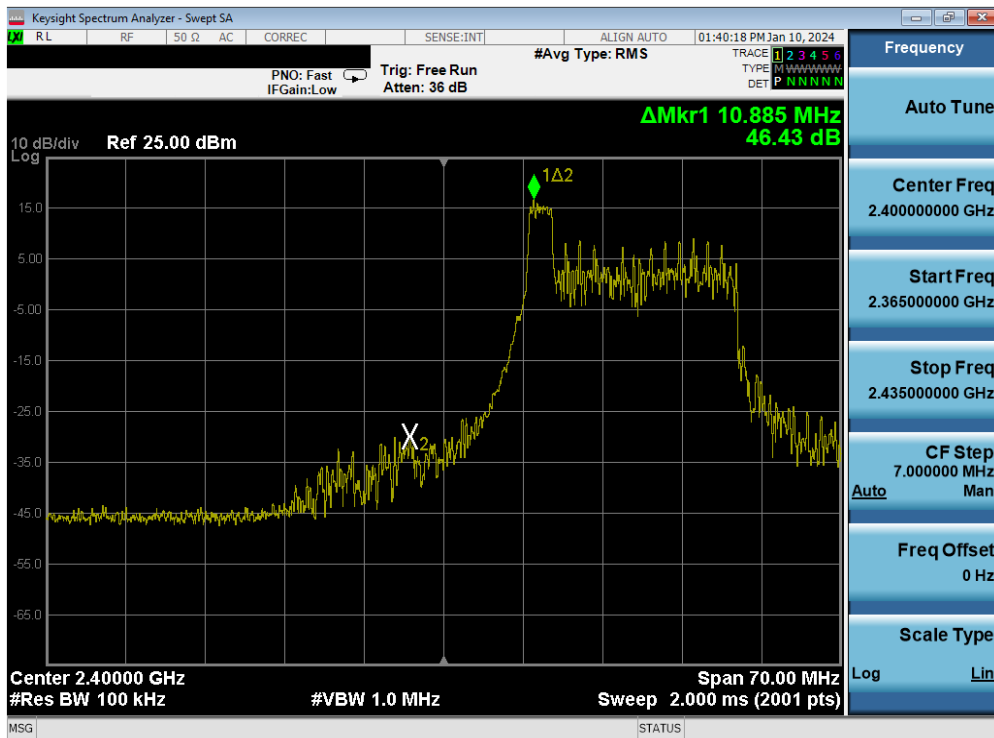 Keysight Spectrum Analyzer - Swept SA
LXI RL RF 50 Ω AC CORREC SENSE:INT ALIGN AUTO 01:40:18 PM Jan 10, 2024
PNO: Fast
IFGain:Low
Trig: Free Run
Atten: 36 dB
#Avg Type: RMS
TRACE 1 2 3 4 5 6
TYPE M W W W W W
DET P N N N N N
ΔMkr1 10.885 MHz
46.43 dB
10 dB/div
Log
Ref 25.00 dBm
1Δ2
15.0
5.00
-5.00
-15.0
-25.0
X2
-35.0
-45.0
-55.0
-65.0
Center 2.40000 GHz
Span 70.00 MHz
#Res BW 100 kHz
#VBW 1.0 MHz
Sweep 2.000 ms (2001 pts)
MSG
STATUS
Frequency
Auto Tune
Center Freq
2.400000000 GHz
Start Freq
2.365000000 GHz
Stop Freq
2.435000000 GHz
CF Step
7.000000 MHz
Auto Man
Freq Offset
0 Hz
Scale Type
Log Lin